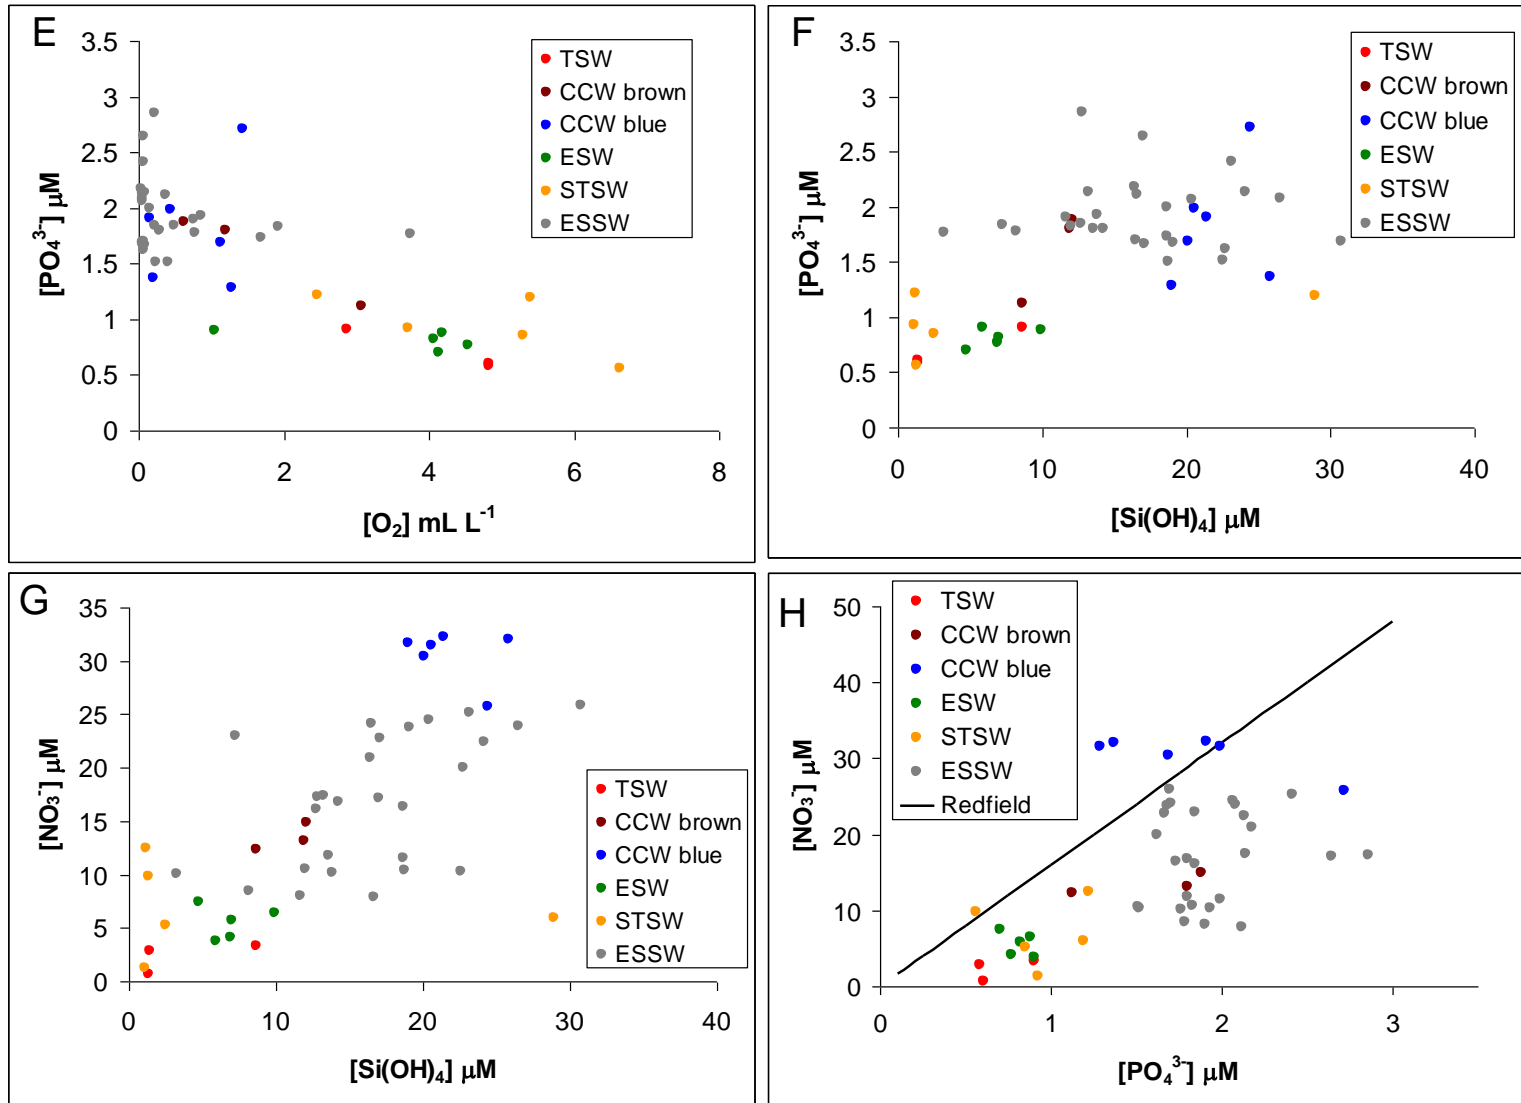 E
3.5
3
2.5
2
1.5
1
0.5
0
[PO₄³⁻] μM
0 2 4 6 8
[O₂] mL L⁻¹
TSW
CCW brown
CCW blue
ESW
STSW
ESSW
F
3.5
3
2.5
2
1.5
1
0.5
0
[PO₄³⁻] μM
0 10 20 30 40
[Si(OH)₄] μM
TSW
CCW brown
CCW blue
ESW
STSW
ESSW
G
35
30
25
20
15
10
5
0
[NO₃⁻] μM
0 10 20 30 40
[Si(OH)₄] μM
TSW
CCW brown
CCW blue
ESW
STSW
ESSW
H
50
40
30
20
10
0
[NO₃⁻] μM
0 1 2 3
[PO₄³⁻] μM
TSW
CCW brown
CCW blue
ESW
STSW
ESSW
Redfield